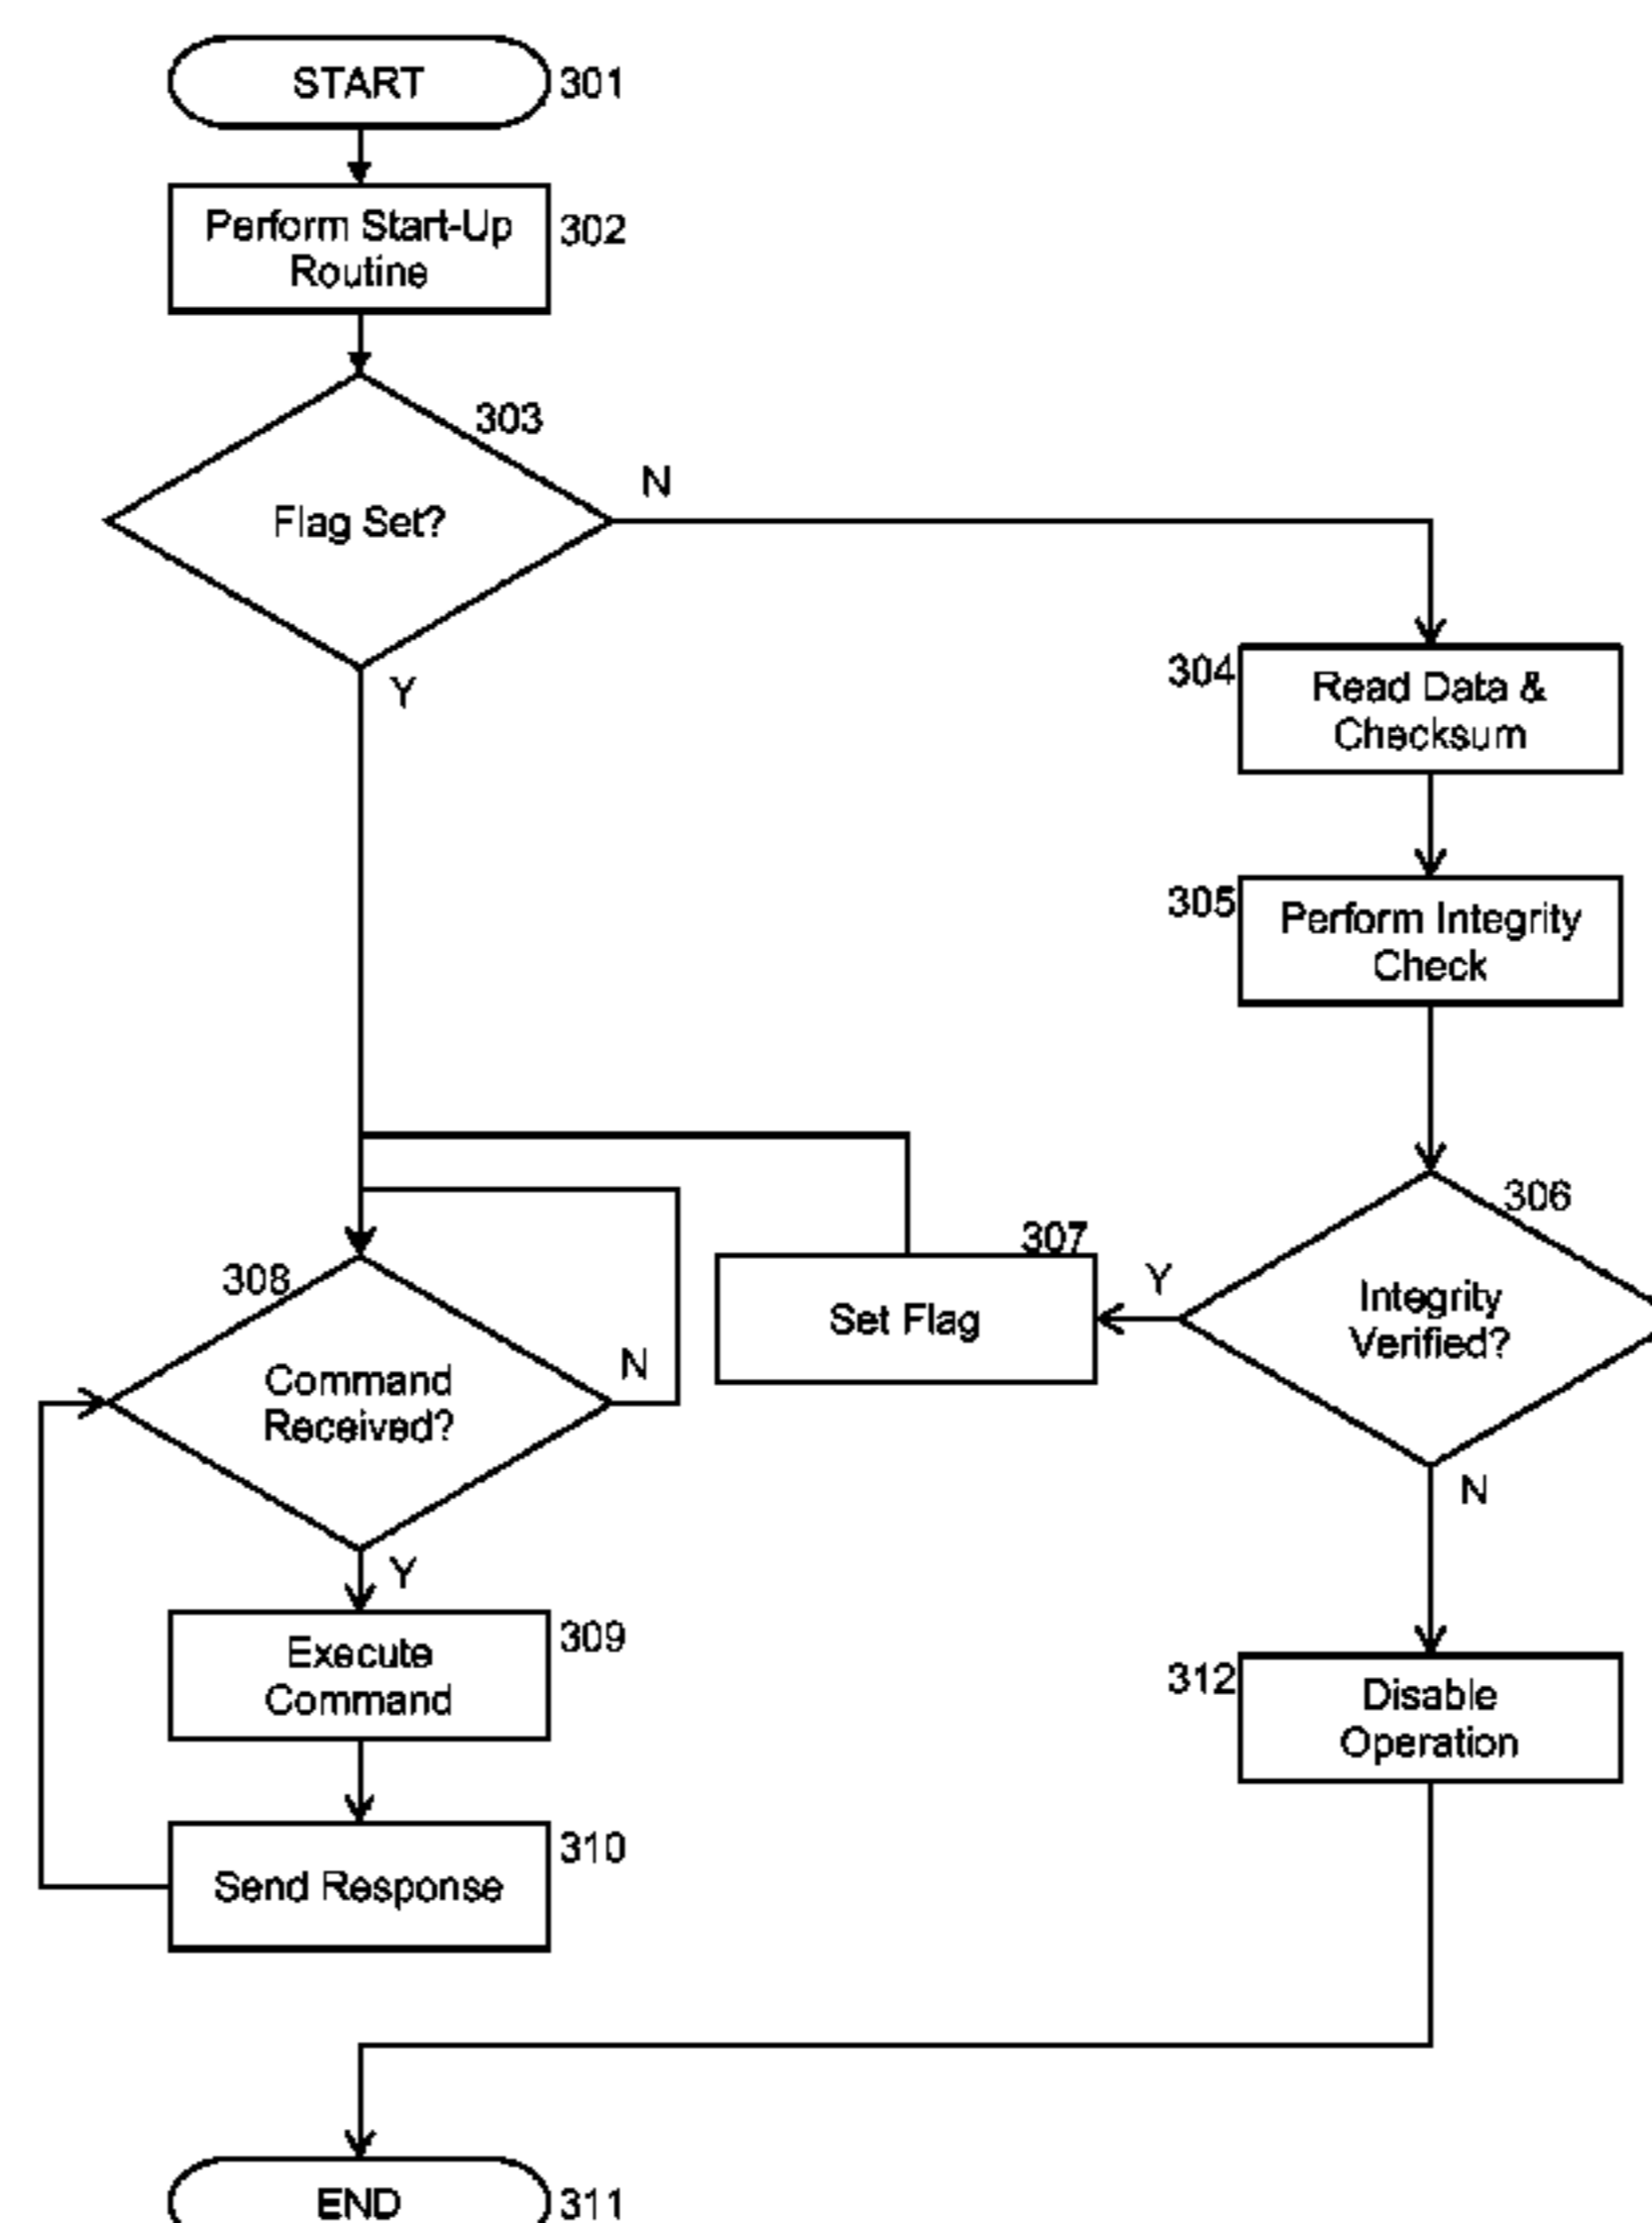 START
301
Perform Start-Up
Routine
302
303
Flag Set?
N
Y
304
Read Data &
Checksum
305
Perform Integrity
Check
306
Integrity
Verified?
Y
N
307
Set Flag
308
Command
Received?
N
Y
Execute
Command
309
Send Response
310
312
Disable
Operation
END
311